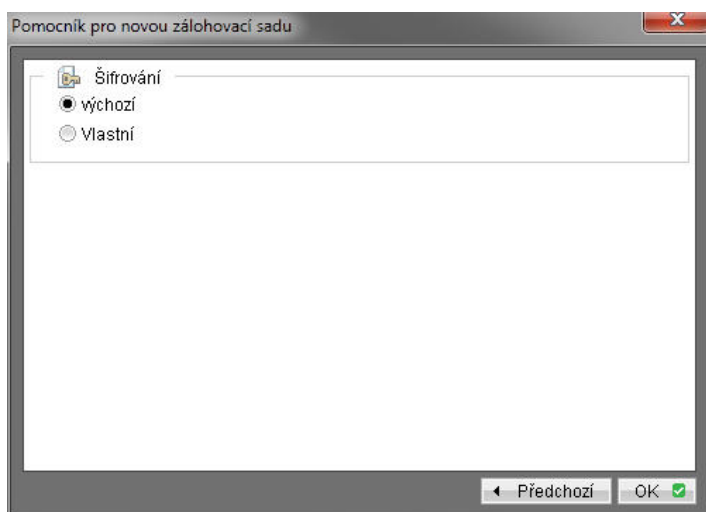 Pomocník pro novou zálohovací sadu
Šifrování
výchozí
Vlastní
Předchozí
OK